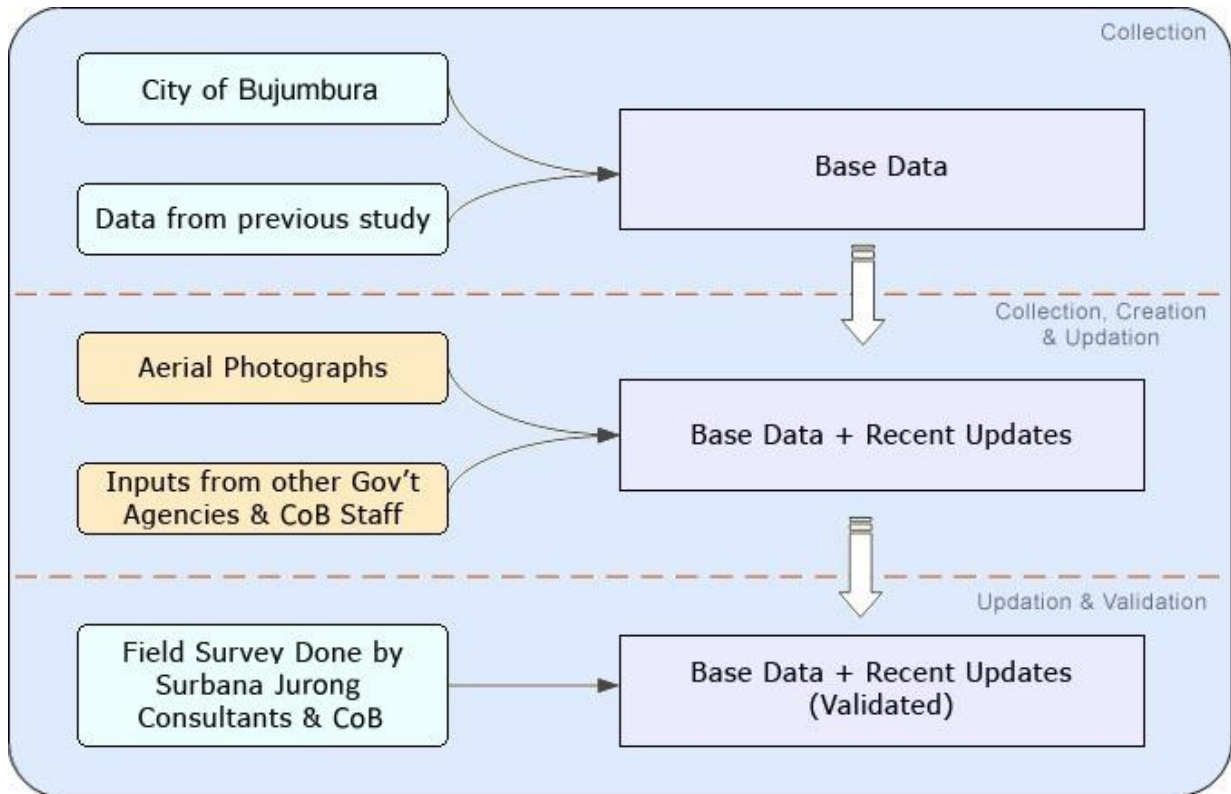 Collection
City of Bujumbura
Base Data
Data from previous study
Collection, Creation
& Updation
Aerial Photographs
Base Data + Recent Updates
Inputs from other Gov't
Agencies & CoB Staff
Updation & Validation
Field Survey Done by
Surbana Jurong
Consultants & CoB
Base Data + Recent Updates
(Validated)